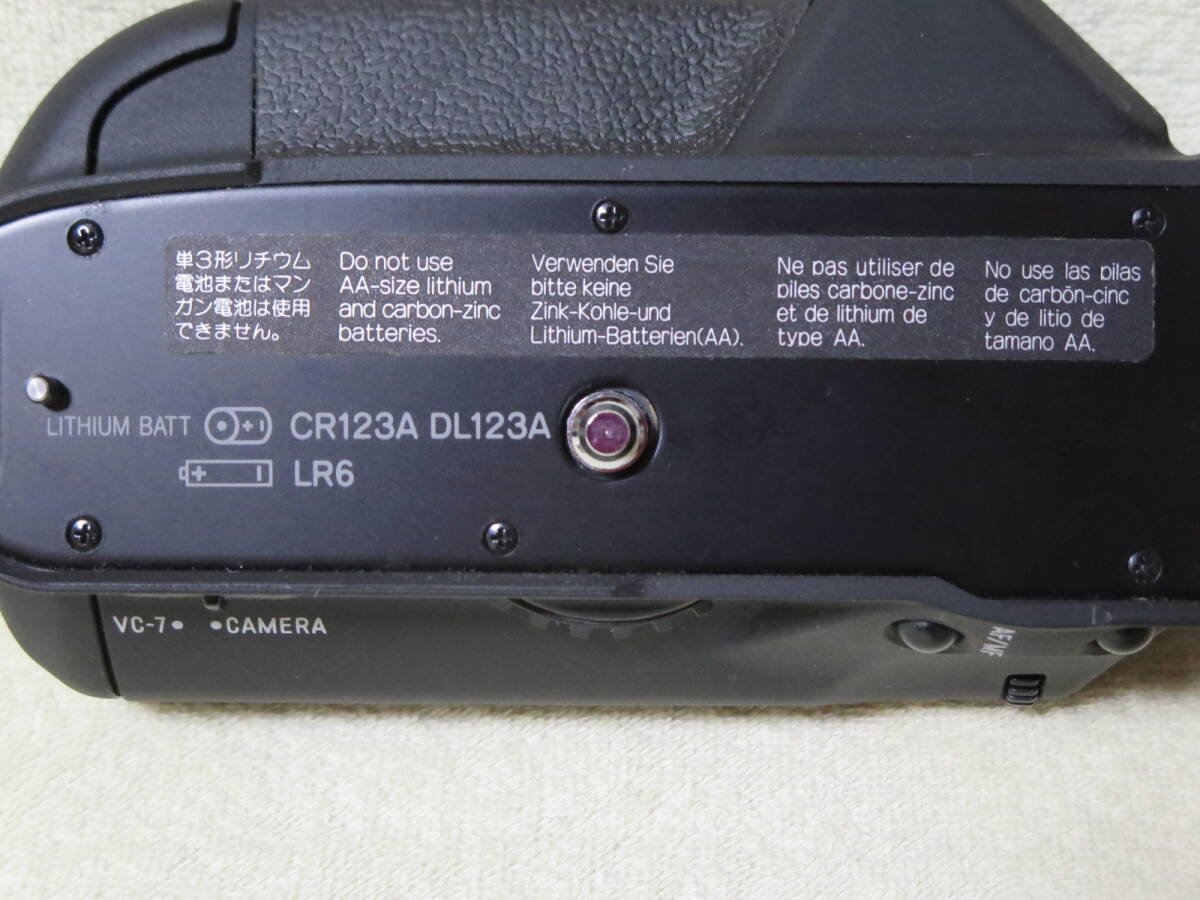 単3形リチウム
電池またはマン
ガン電池は使用
できません。
Do not use
AA-size lithium
and carbon-zinc
batteries.
Verwenden Sie
bitte keine
Zink-Kohle-und
Lithium-Batterien(AA).
Ne pas utiliser de
piles carbone-zinc
et de lithium de
type AA.
No use las pilas
de carbōn-cinc
y de litio de
tamano AA.
LITHIUM BATT CR123A DL123A
LR6
VC-7• •CAMERA
AF/MF